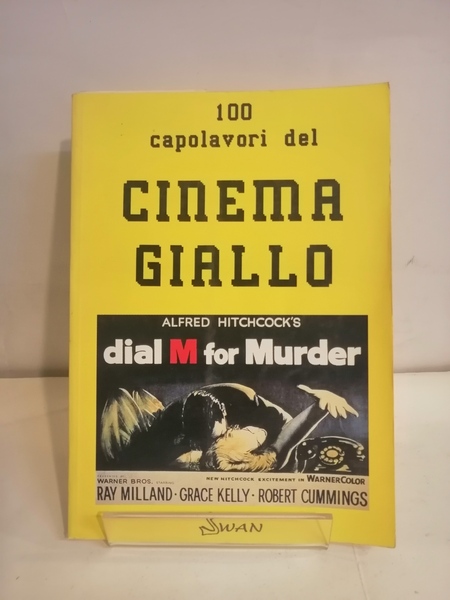 100
capolavori del
CINEMA
GIALLO
ALFRED HITCHCOCK'S
dial M for Murder
WARNER BROS.
NEW HITCHCOCK EXCITEMENT IN WARNERCOLOR
RAY MILLAND · GRACE KELLY · ROBERT CUMMINGS
SWAN